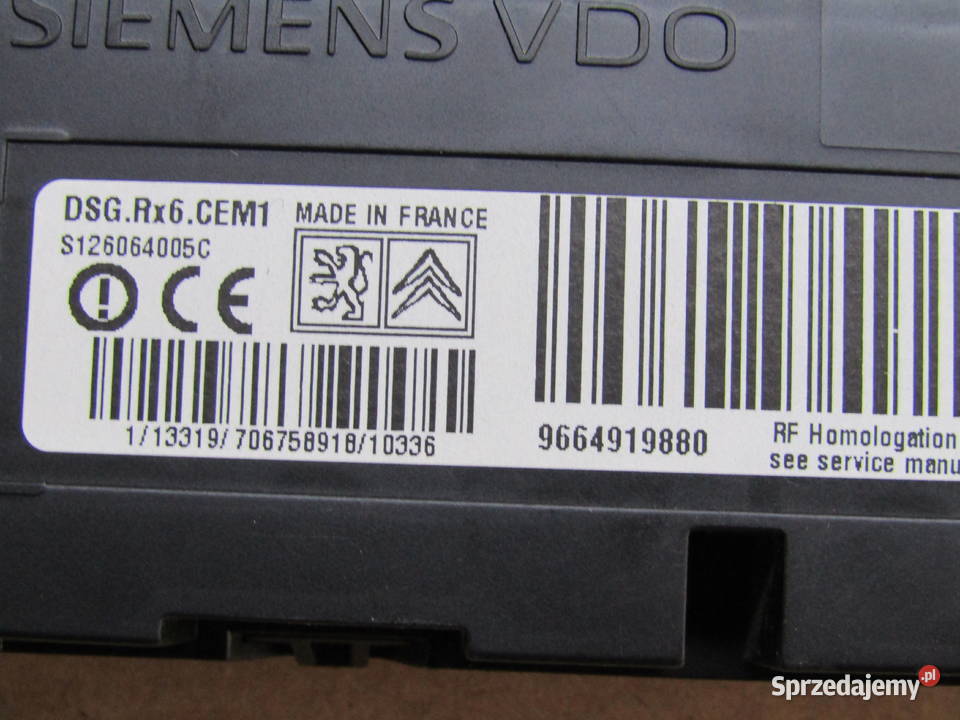 SIEMENS VDO
DSG.Rx6.CEM1 MADE IN FRANCE
S126064005C
CE
1/13319/706758918/10336
9664919880
RF Homologation
see service manu
Sprzedajemy.pl